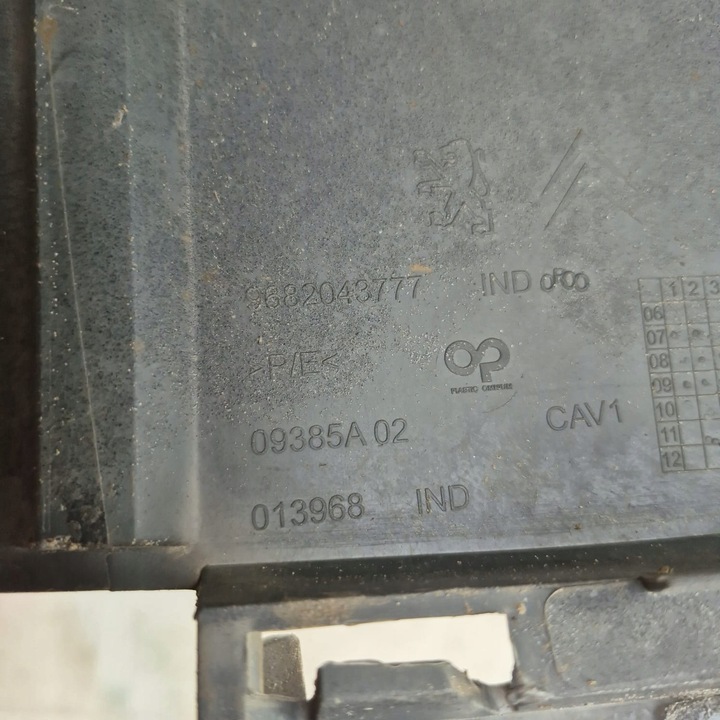 9682043777 IND
>P/E<
OP
PLASTIC OMNIUM
09385A 02 CAV1
013968 IND
1 2 3
06
07
08
09
10
11
12